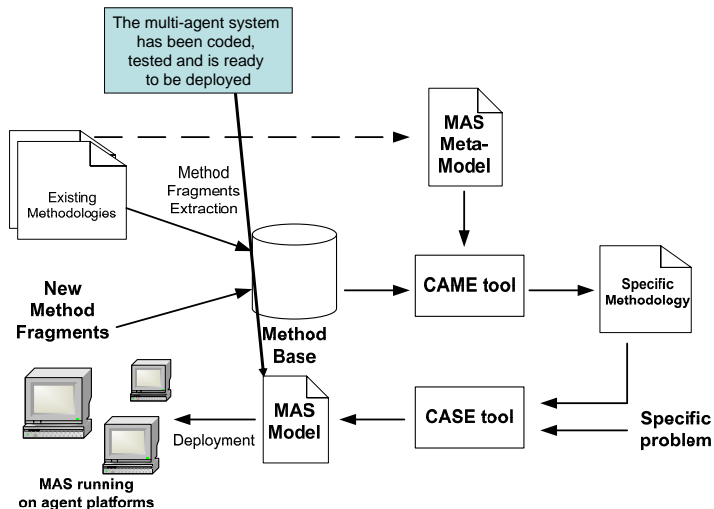 The multi-agent system
has been coded,
tested and is ready
to be deployed
MAS
Meta-
Model
Method
Fragments
Extraction
Existing
Methodologies
CAME tool
Specific
Methodology
New
Method
Fragments
Method
Base
MAS
Model
CASE tool
Specific
problem
Deployment
MAS running
on agent platforms